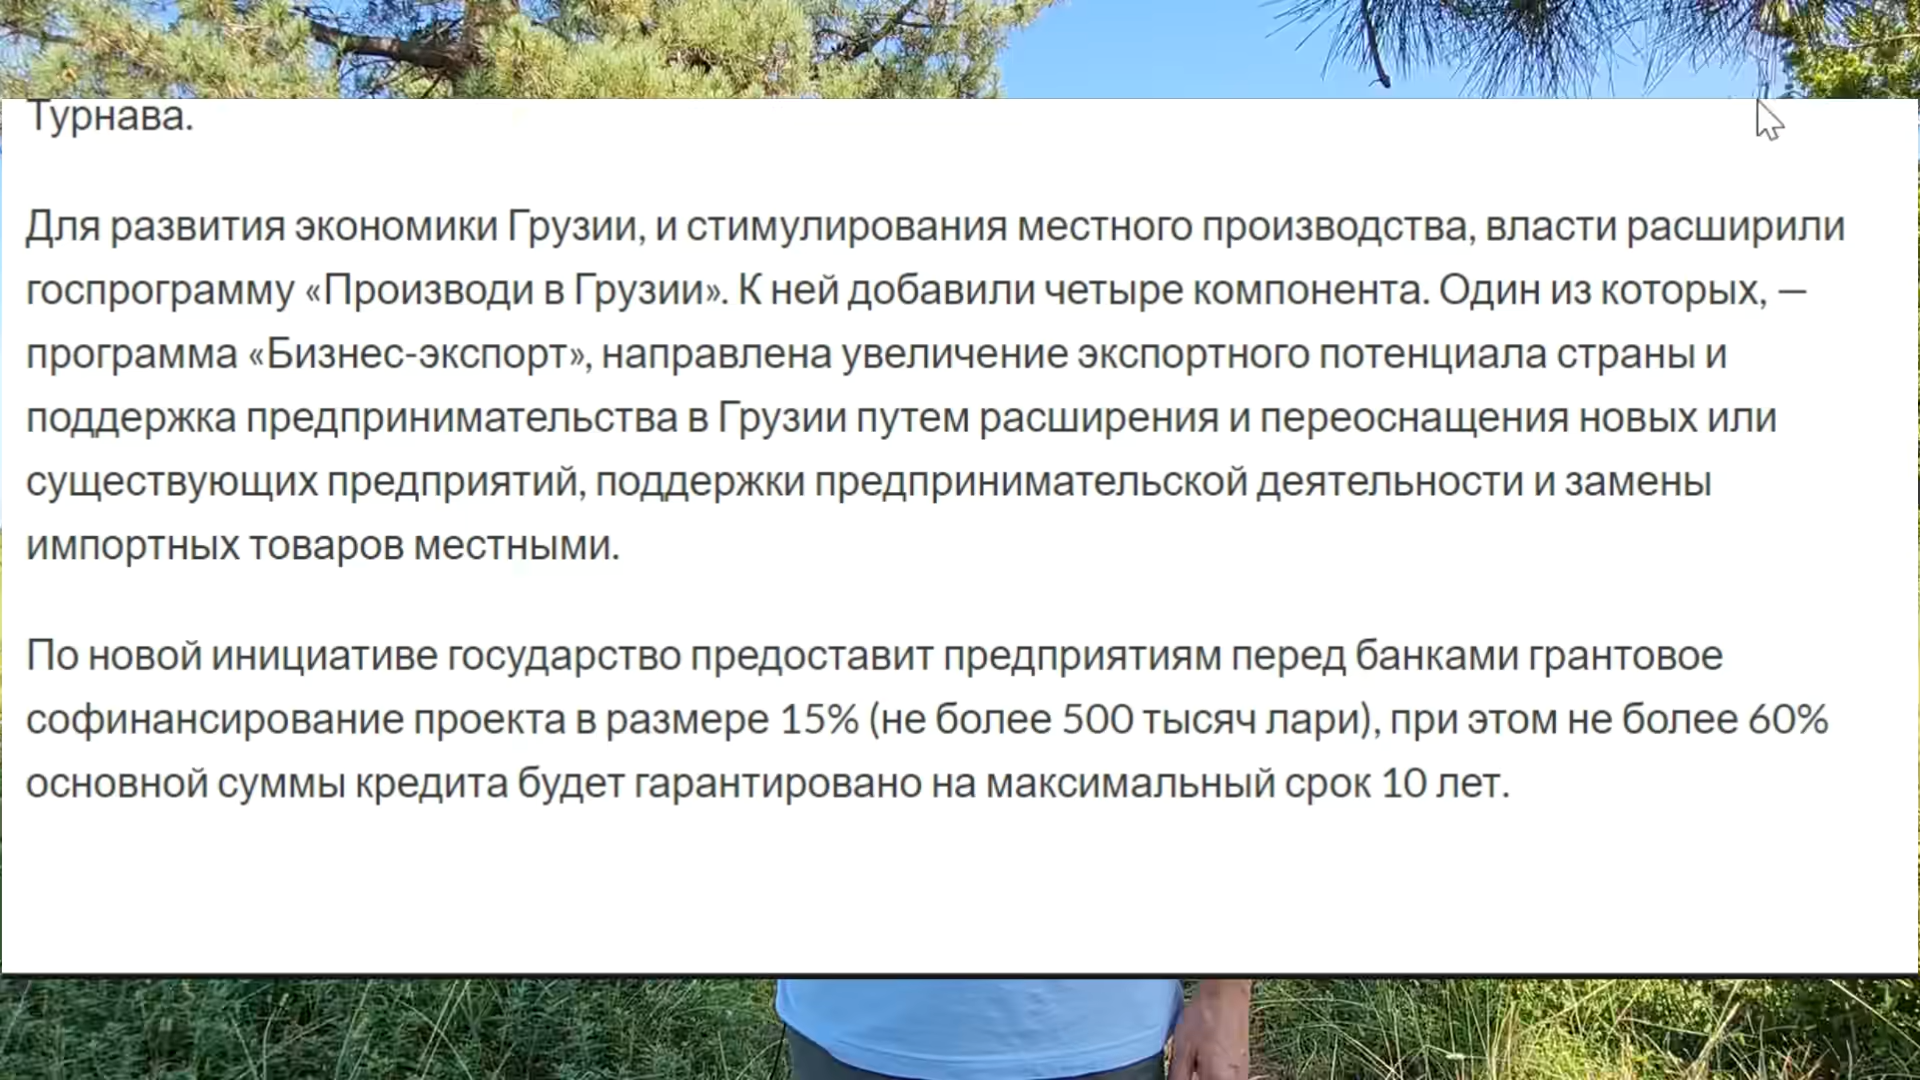 Турнава.
Для развития экономики Грузии, и стимулирования местного производства, власти расширили
госпрограмму «Производи в Грузии». К ней добавили четыре компонента. Один из которых, —
программа «Бизнес-экспорт», направлена увеличение экспортного потенциала страны и
поддержка предпринимательства в Грузии путем расширения и переоснащения новых или
существующих предприятий, поддержки предпринимательской деятельности и замены
импортных товаров местными.
По новой инициативе государство предоставит предприятиям перед банками грантовое
софинансирование проекта в размере 15% (не более 500 тысяч лари), при этом не более 60%
основной суммы кредита будет гарантировано на максимальный срок 10 лет.